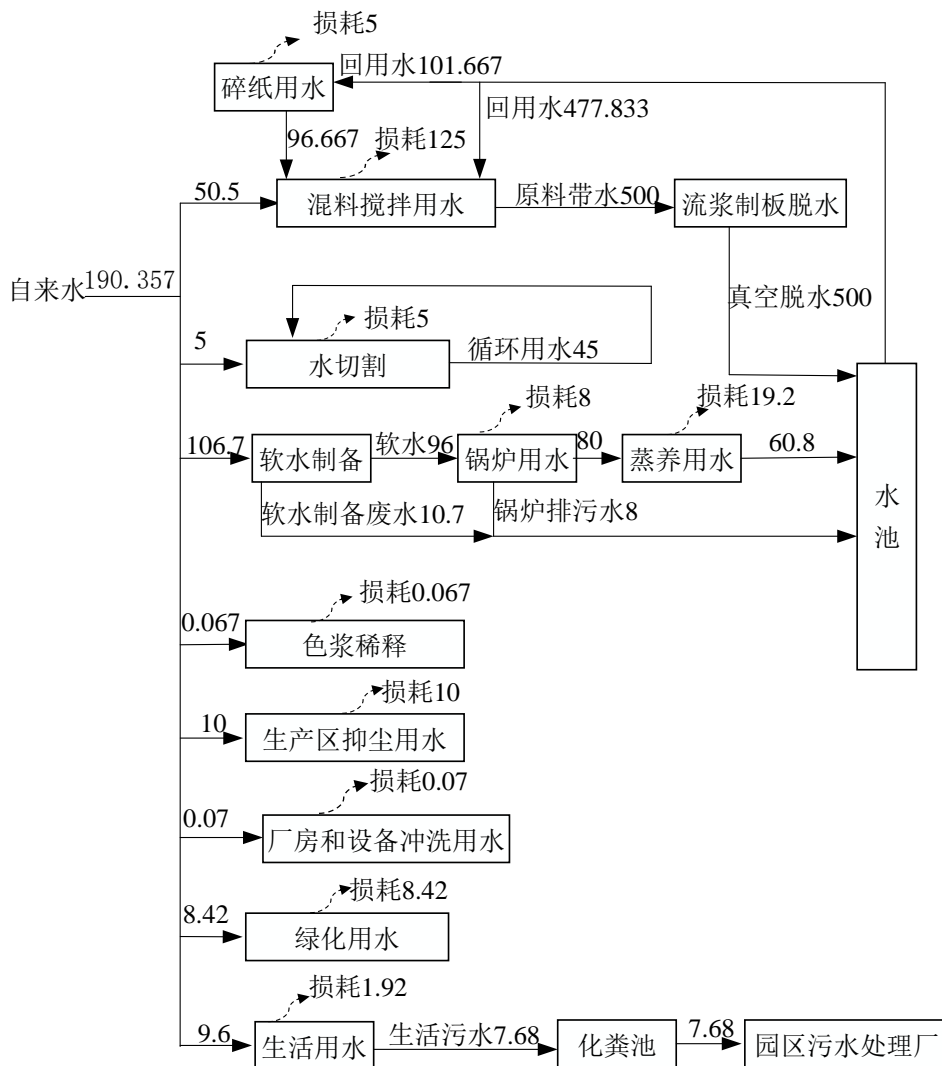 损耗5
回用水101.667
碎纸用水
回用水477.833
96.667
损耗125
50.5
混料搅拌用水
原料带水500
流浆制板脱水
自来水
190.357
真空脱水500
损耗5
5
水切割
循环用水45
损耗8
损耗19.2
106.7
软水制备
软水96
锅炉用水
80
蒸养用水
60.8
水池
软水制备废水10.7
锅炉排污水8
损耗0.067
0.067
色浆稀释
损耗10
10
生产区抑尘用水
损耗0.07
0.07
厂房和设备冲洗用水
损耗8.42
8.42
绿化用水
损耗1.92
9.6
生活用水
生活污水7.68
化粪池
7.68
园区污水处理厂